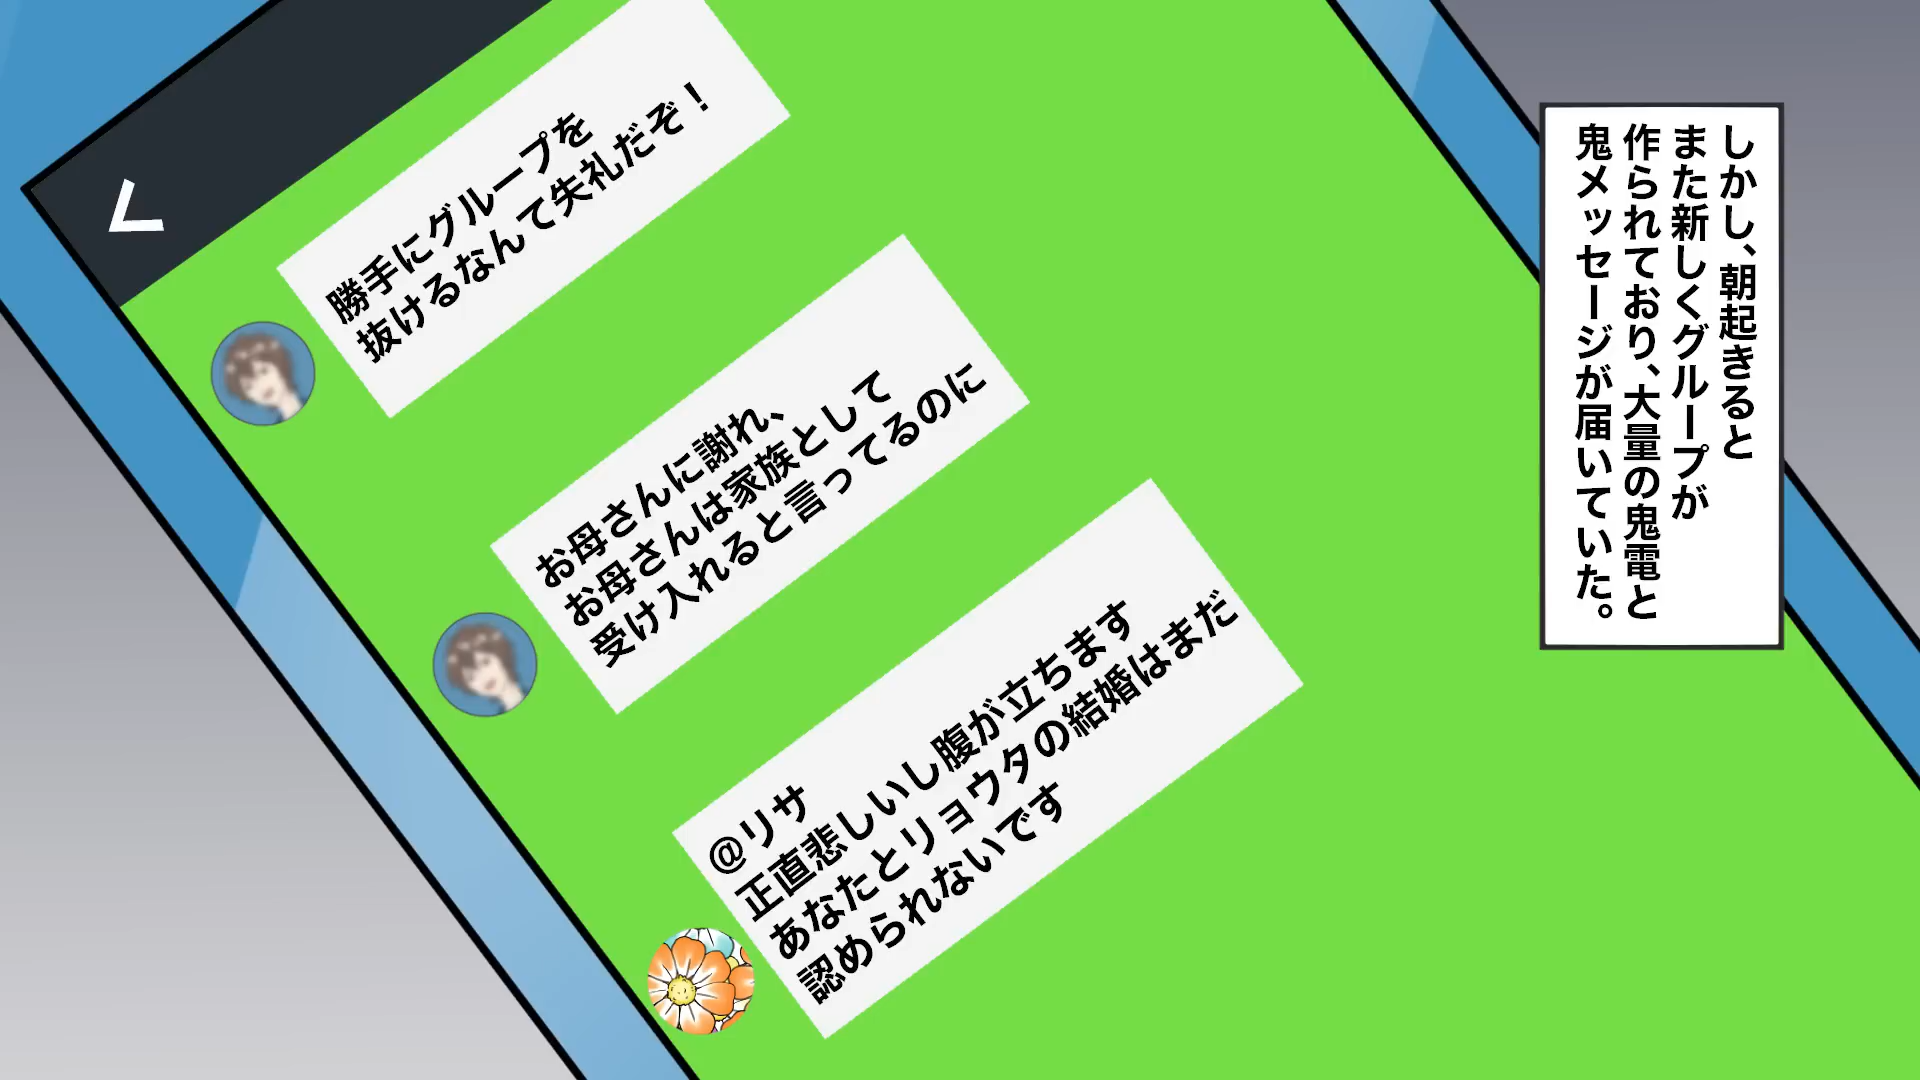 しかし、朝起きると
また新しくグループが
作られており、大量の鬼電と
鬼メッセージが届いていた。
勝手にグループを
抜けるなんて失礼だぞ！
お母さんに謝れ、
お母さんは家族として
受け入れると言ってるのに
@リサ
正直悲しいし腹が立ちます
あなたとリョウタの結婚はまだ
認められないです